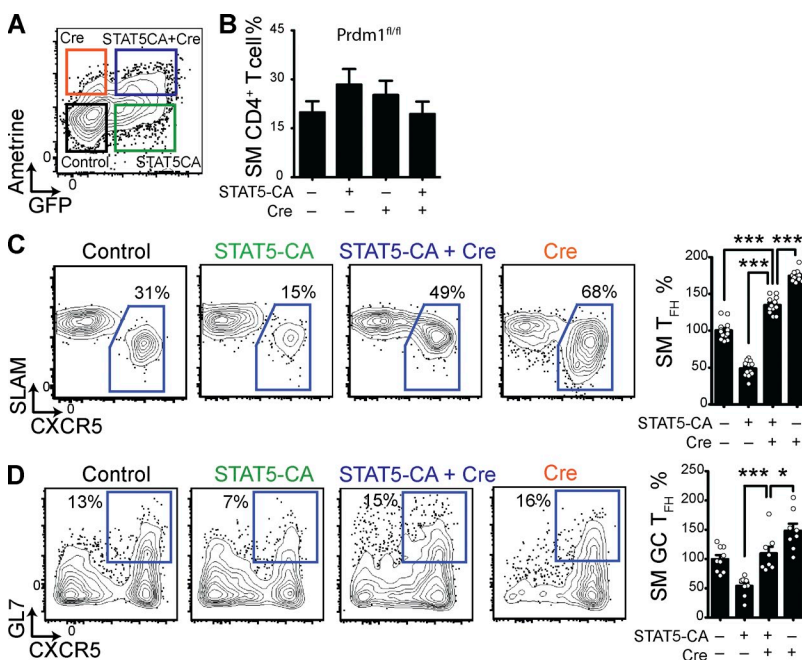 A
Cre STAT5CA+Cre
Control STAT5CA
0
0
Ametrine
GFP
B
Prdm1fl/fl
SM CD4+ T cell %
45
30
15
0
STAT5-CA – + – +
Cre – – + +
C
Control STAT5-CA STAT5-CA + Cre Cre
31% 15% 49% 68%
SLAM
0
0
CXCR5
SM TFH %
200
150
100
50
0
*** ***
***
STAT5-CA – + + –
Cre – – + +
D
Control STAT5-CA STAT5-CA + Cre Cre
13% 7% 15% 16%
GL7
0
0
CXCR5
SM GC TFH %
250
200
150
100
50
0
*** *
STAT5-CA – + + –
Cre – – + +